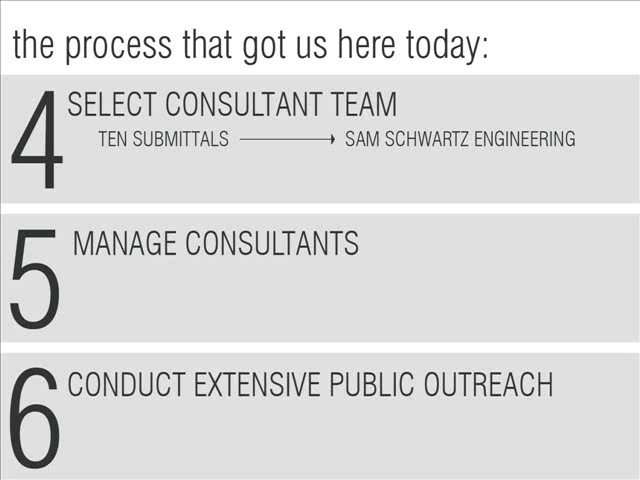 the process that got us here today:
4 SELECT CONSULTANT TEAM
TEN SUBMITTALS SAM SCHWARTZ ENGINEERING
5 MANAGE CONSULTANTS
6 CONDUCT EXTENSIVE PUBLIC OUTREACH